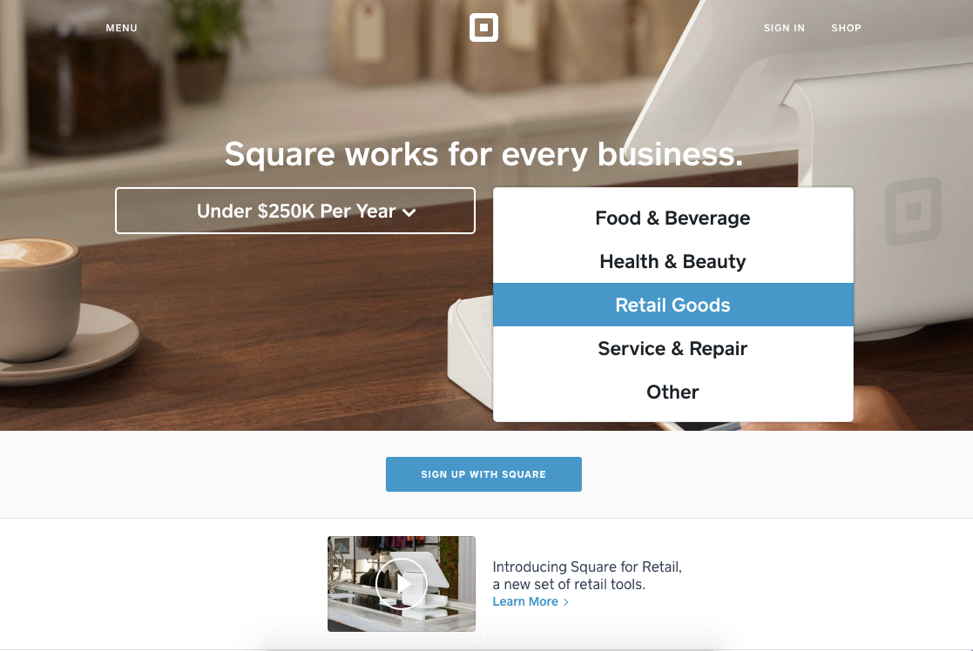 MENU
SIGN IN
SHOP
Square works for every business.
Under $250K Per Year
Food & Beverage
Health & Beauty
Retail Goods
Service & Repair
Other
SIGN UP WITH SQUARE
Introducing Square for Retail,
a new set of retail tools.
Learn More >